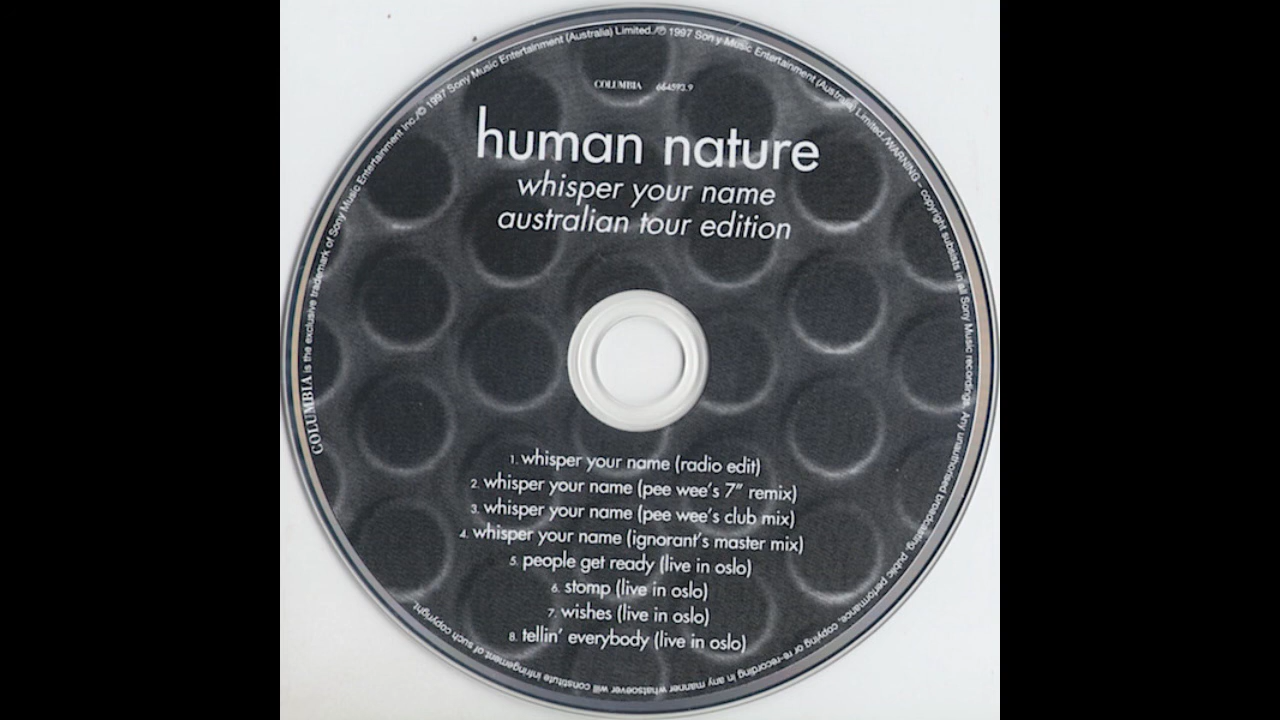 COLUMBIA is the exclusive trademark of Sony Music Entertainment Inc./© 1997 Sony Music Entertainment (Australia) Limited./℗ 1997 Sony Music Entertainment (Australia) Limited./WARNING – copyright subsists in all Sony Music recordings. Any unauthorised broadcasting, public performance, copying or re-recording in any manner whatsoever will constitute infringement of such copyright.
COLUMBIA 664593.9
human nature
whisper your name
australian tour edition
1. whisper your name (radio edit)
2. whisper your name (pee wee's 7" remix)
3. whisper your name (pee wee's club mix)
4. whisper your name (ignorant's master mix)
5. people get ready (live in oslo)
6. stomp (live in oslo)
7. wishes (live in oslo)
8. tellin' everybody (live in oslo)